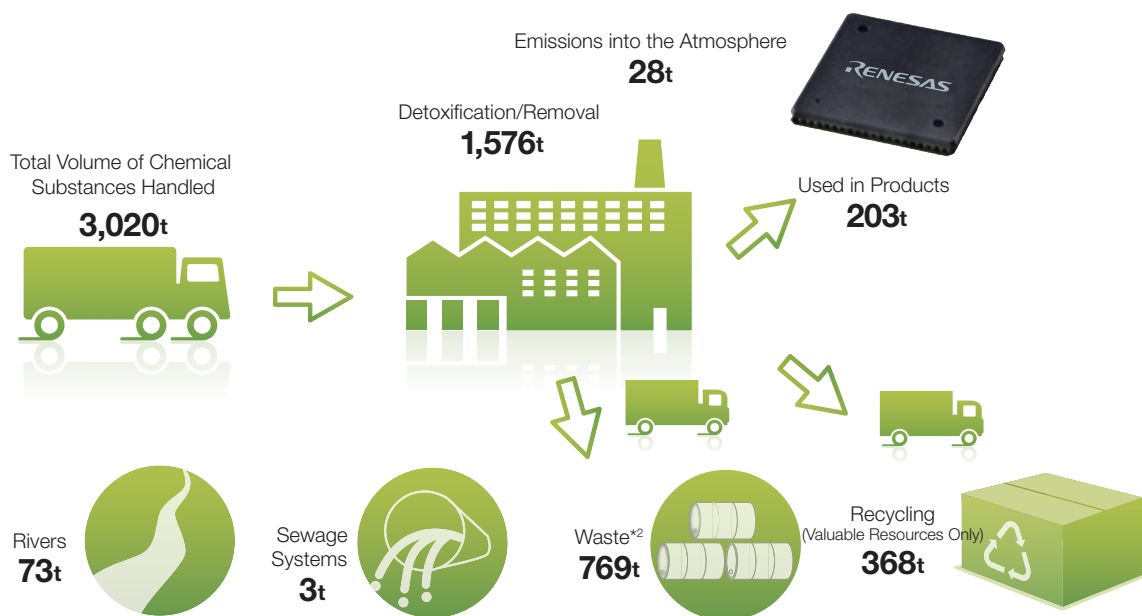 Emissions into the Atmosphere
28t
RENESAS
Detoxification/Removal
1,576t
Total Volume of Chemical
Substances Handled
3,020t
Used in Products
203t
Rivers
73t
Sewage
Systems
3t
Waste*2
769t
Recycling
(Valuable Resources Only)
368t